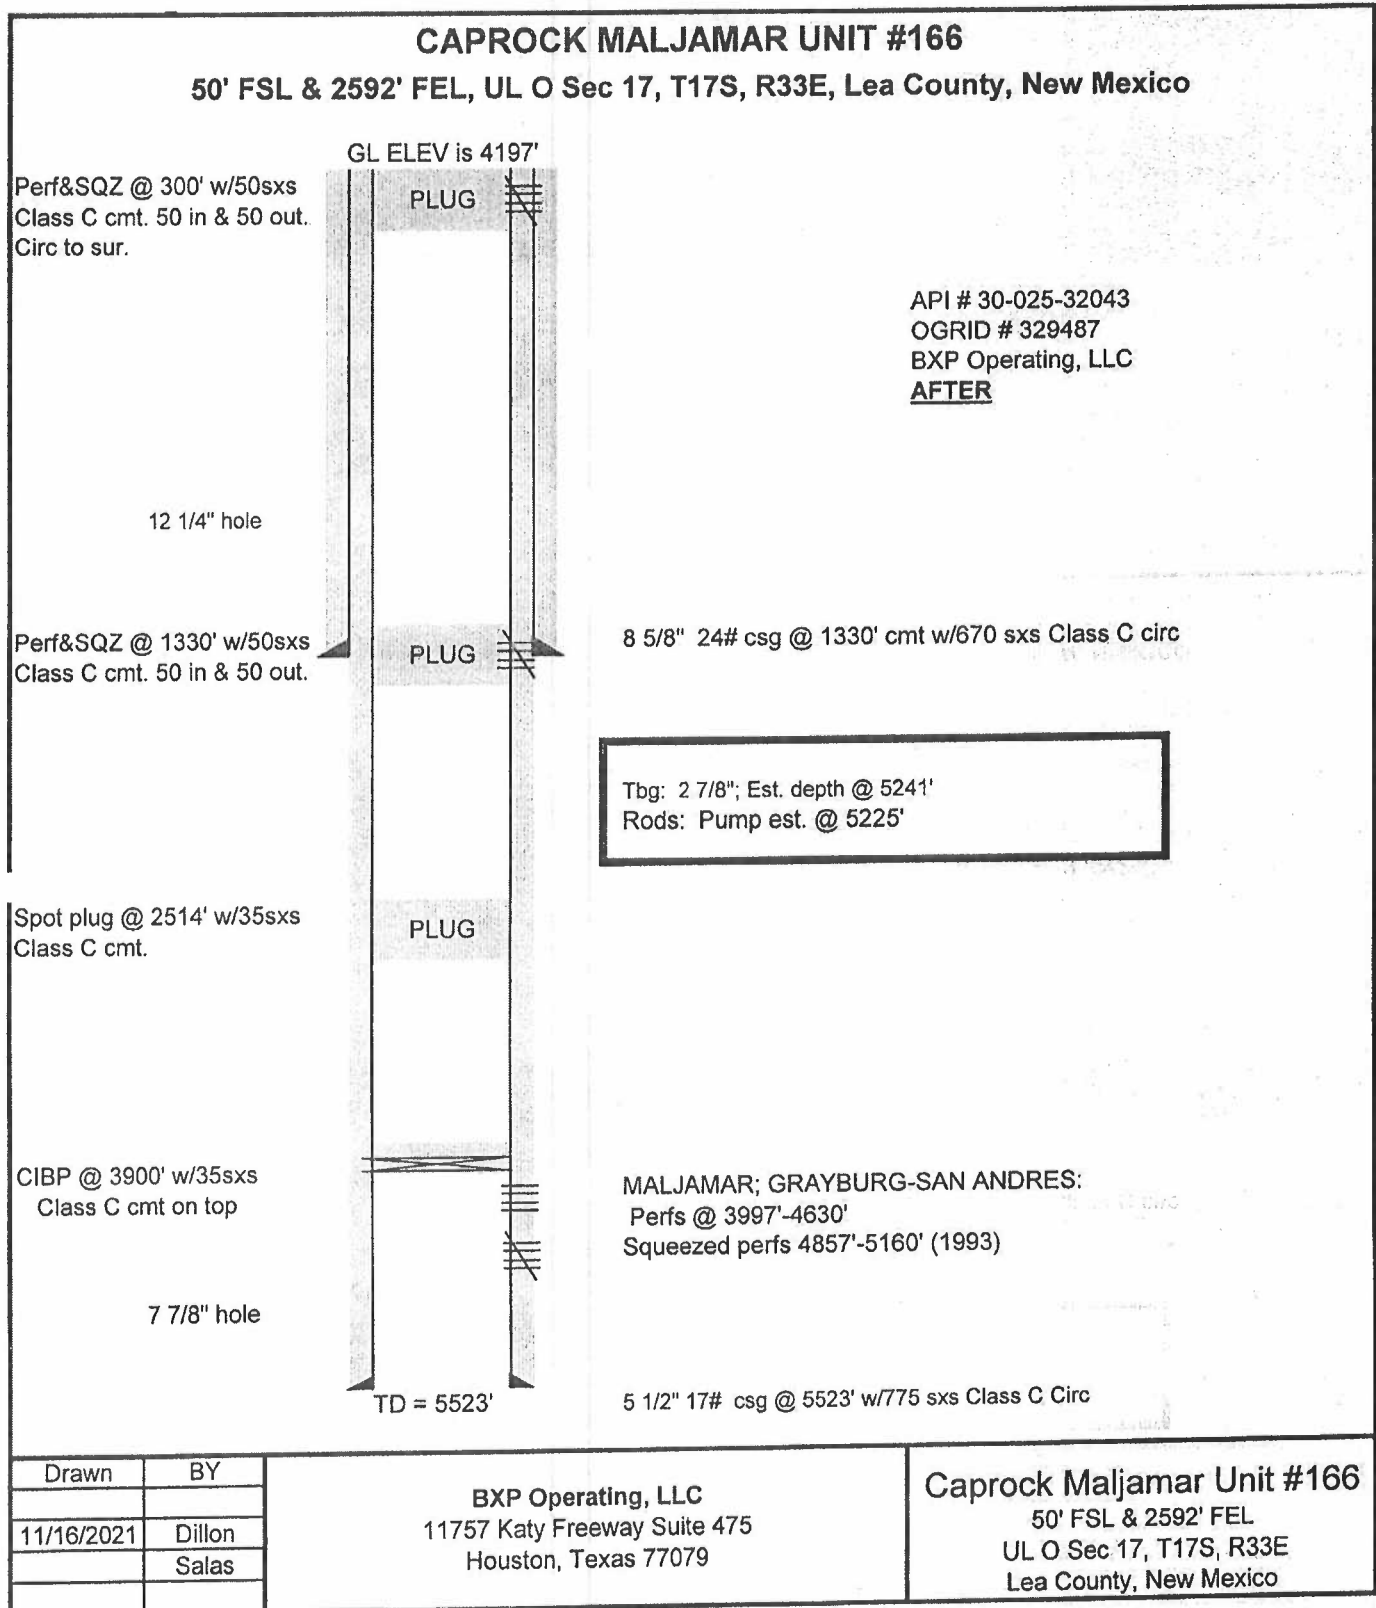 CAPROCK MALJAMAR UNIT #166
50' FSL & 2592' FEL, UL O Sec 17, T17S, R33E, Lea County, New Mexico
GL ELEV is 4197'
Perf&SQZ @ 300' w/50sxs
Class C cmt. 50 in & 50 out.
Circ to sur.
PLUG
API # 30-025-32043
OGRID # 329487
BXP Operating, LLC
AFTER
12 1/4" hole
Perf&SQZ @ 1330' w/50sxs
Class C cmt. 50 in & 50 out.
PLUG
8 5/8" 24# csg @ 1330' cmt w/670 sxs Class C circ
Tbg: 2 7/8"; Est. depth @ 5241'
Rods: Pump est. @ 5225'
Spot plug @ 2514' w/35sxs
Class C cmt.
PLUG
CIBP @ 3900' w/35sxs
Class C cmt on top
MALJAMAR; GRAYBURG-SAN ANDRES:
Perfs @ 3997'-4630'
Squeezed perfs 4857'-5160' (1993)
7 7/8" hole
TD = 5523'
5 1/2" 17# csg @ 5523' w/775 sxs Class C Circ
Drawn BY
11/16/2021 Dillon
Salas
BXP Operating, LLC
11757 Katy Freeway Suite 475
Houston, Texas 77079
Caprock Maljamar Unit #166
50' FSL & 2592' FEL
UL O Sec 17, T17S, R33E
Lea County, New Mexico